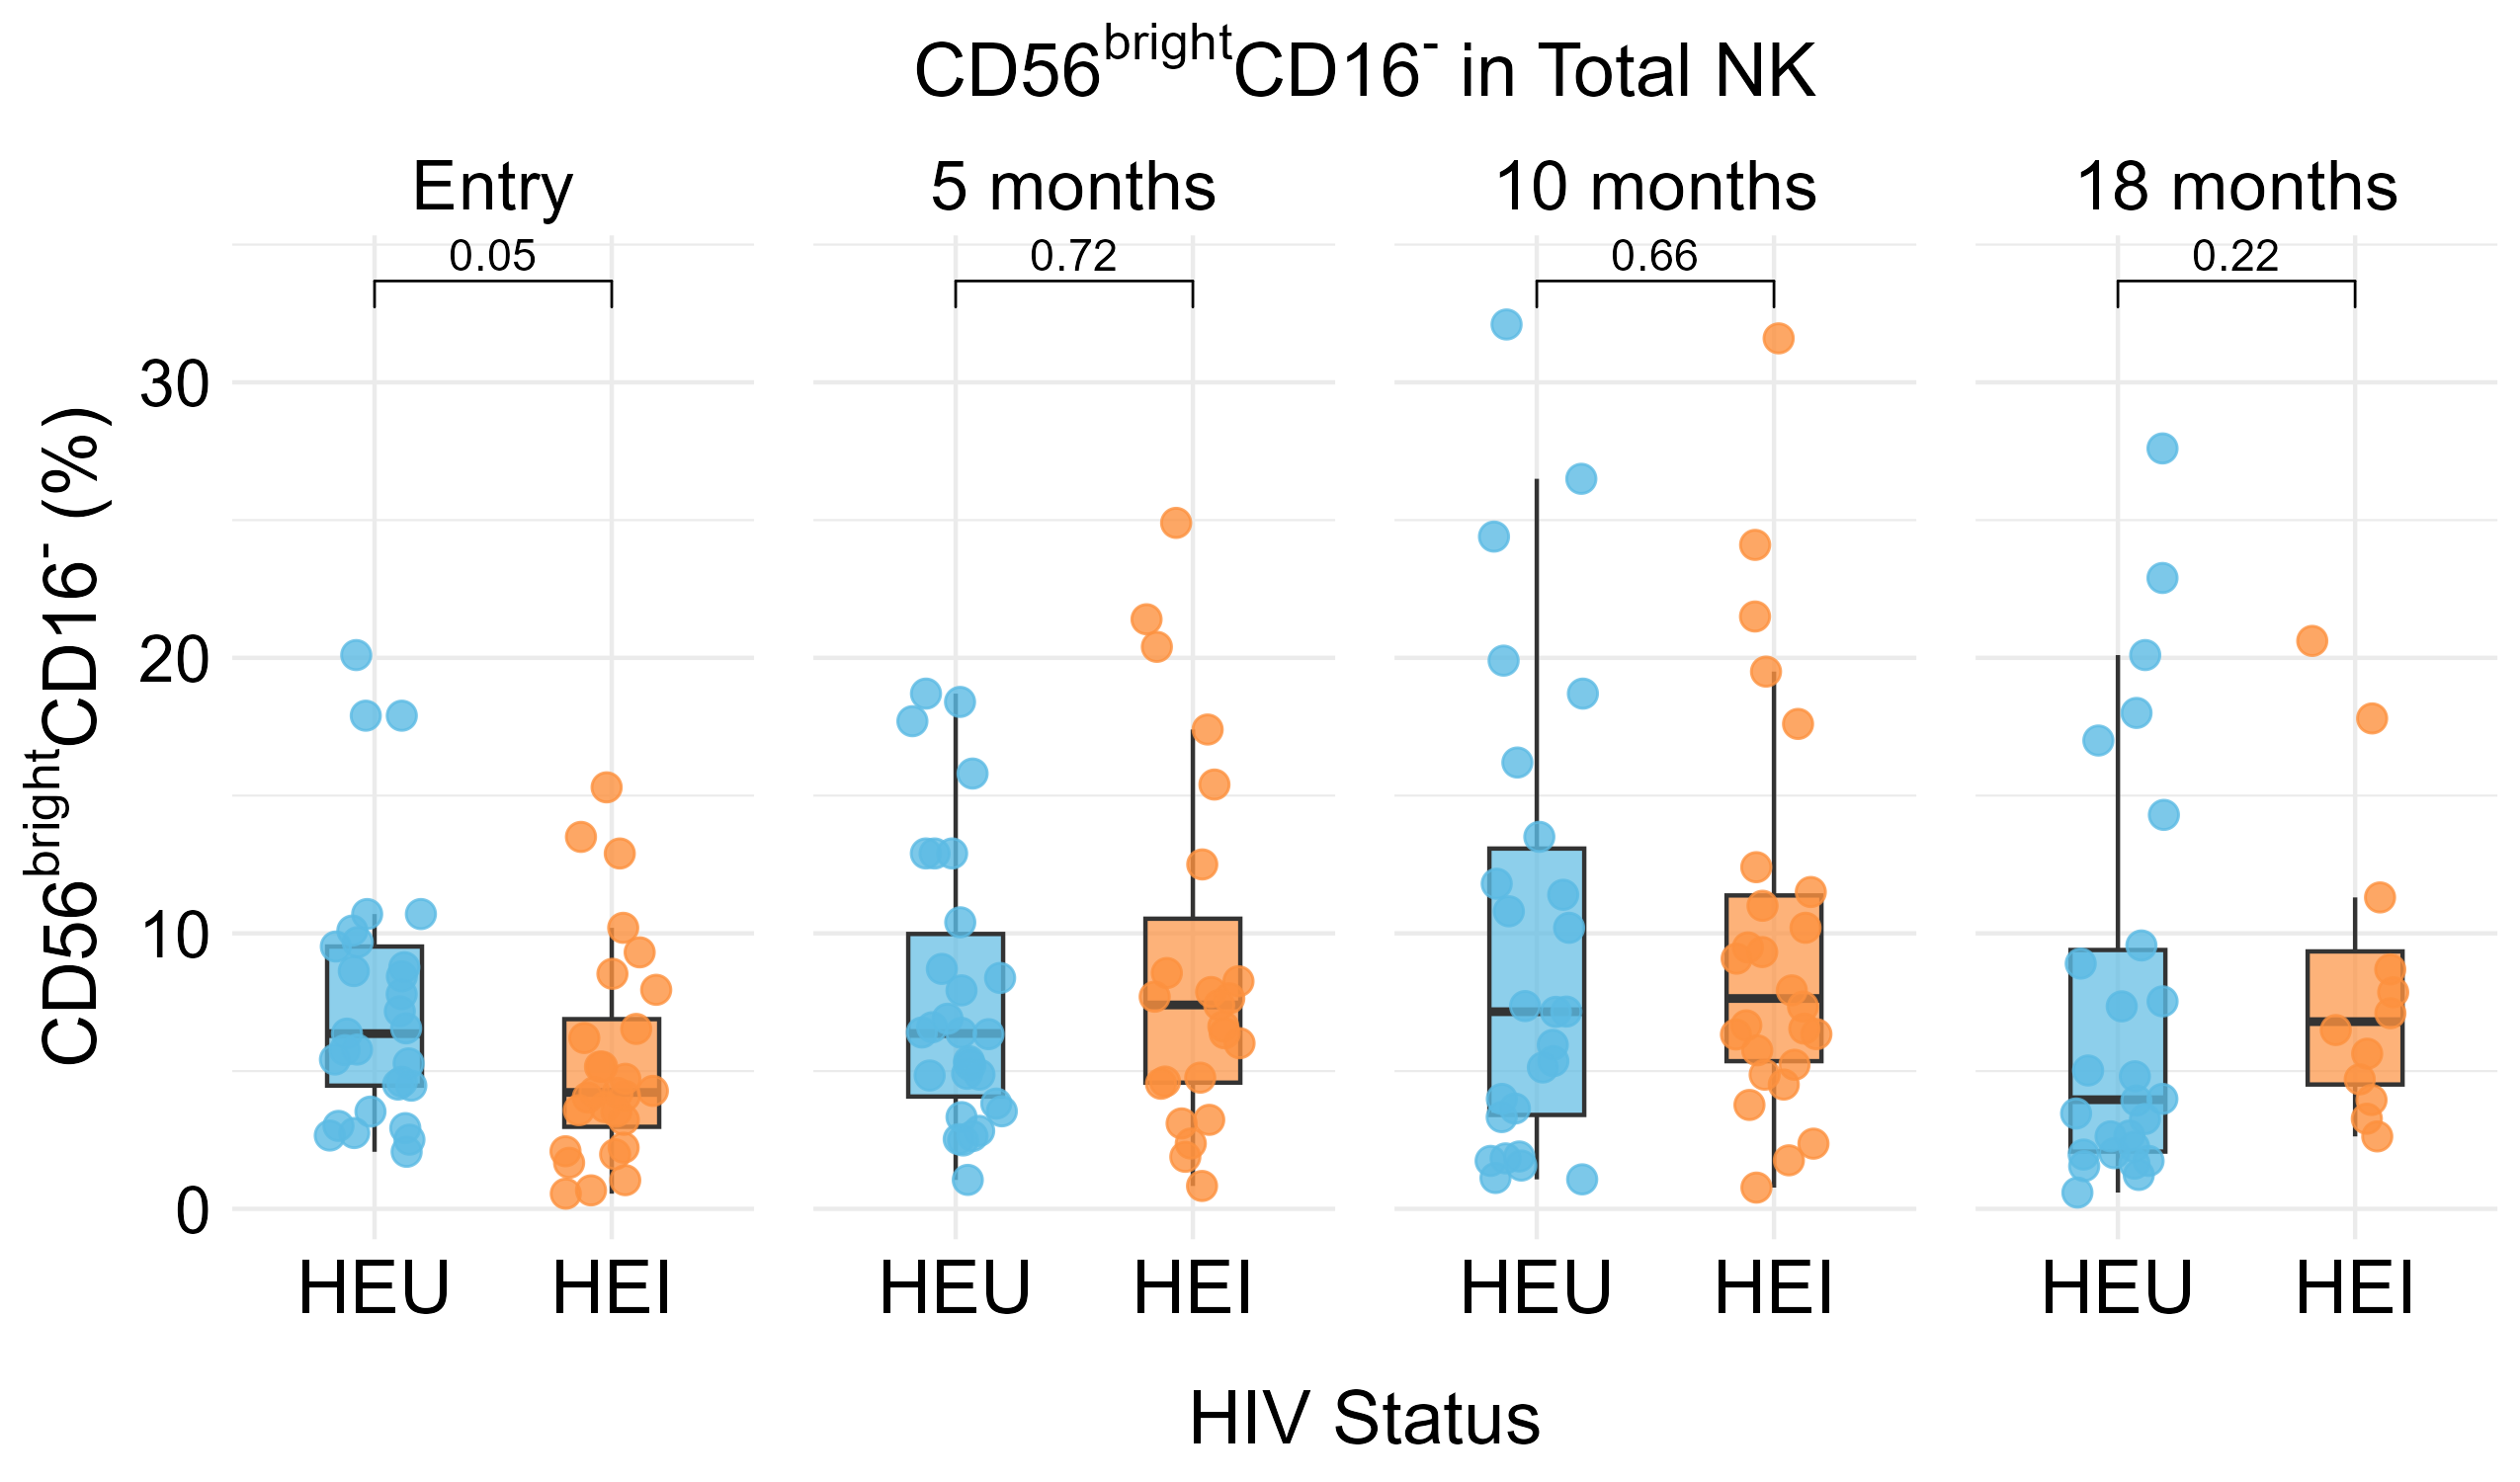 CD56brightCD16- in Total NK
Entry
5 months
10 months
18 months
0.05
0.72
0.66
0.22
CD56brightCD16- (%)
30
20
10
0
HEU HEI
HEU HEI
HEU HEI
HEU HEI
HIV Status